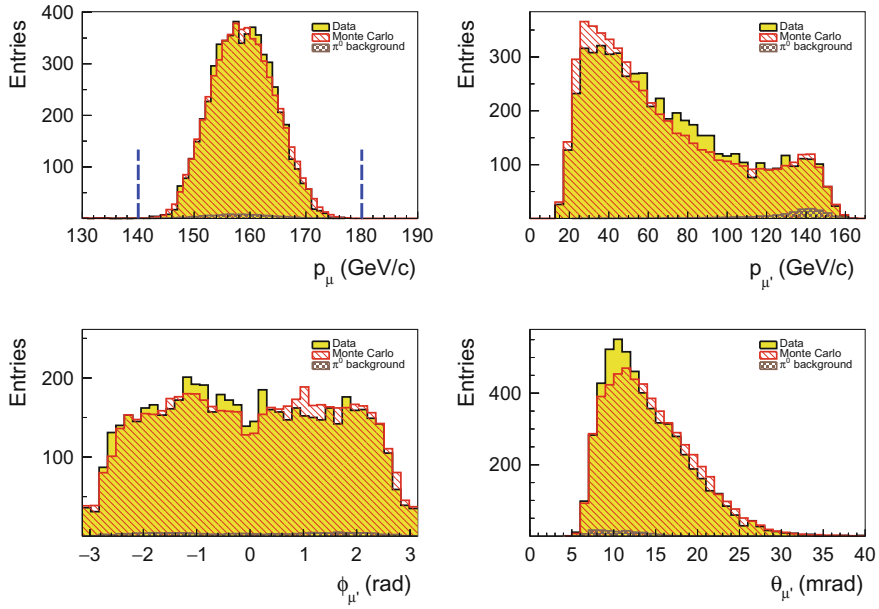 Entries
400
300
200
100
130 140 150 160 170 180 190
p_μ (GeV/c)
Data
Monte Carlo
π⁰ background
Entries
300
200
100
0 20 40 60 80 100 120 140 160
p_μ' (GeV/c)
Data
Monte Carlo
π⁰ background
Entries
200
100
−3 −2 −1 0 1 2 3
ϕ_μ' (rad)
Data
Monte Carlo
π⁰ background
Entries
400
200
0 5 10 15 20 25 30 35 40
θ_μ' (mrad)
Data
Monte Carlo
π⁰ background